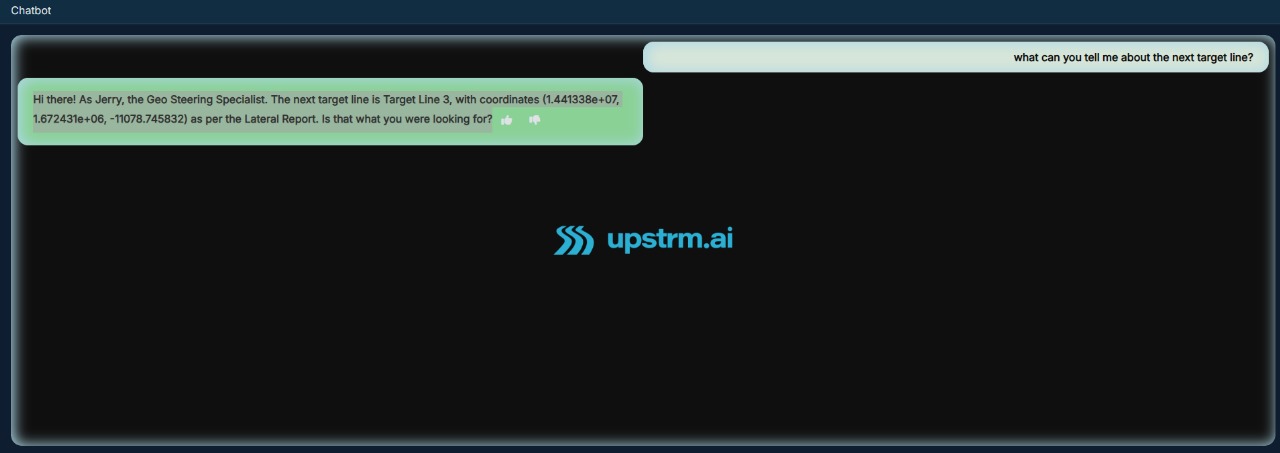 Chatbot
what can you tell me about the next target line?
Hi there! As Jerry, the Geo Steering Specialist. The next target line is Target Line 3, with coordinates (1.441338e+07,
1.672431e+06, -11078.745832) as per the Lateral Report. Is that what you were looking for?
upstrm.ai